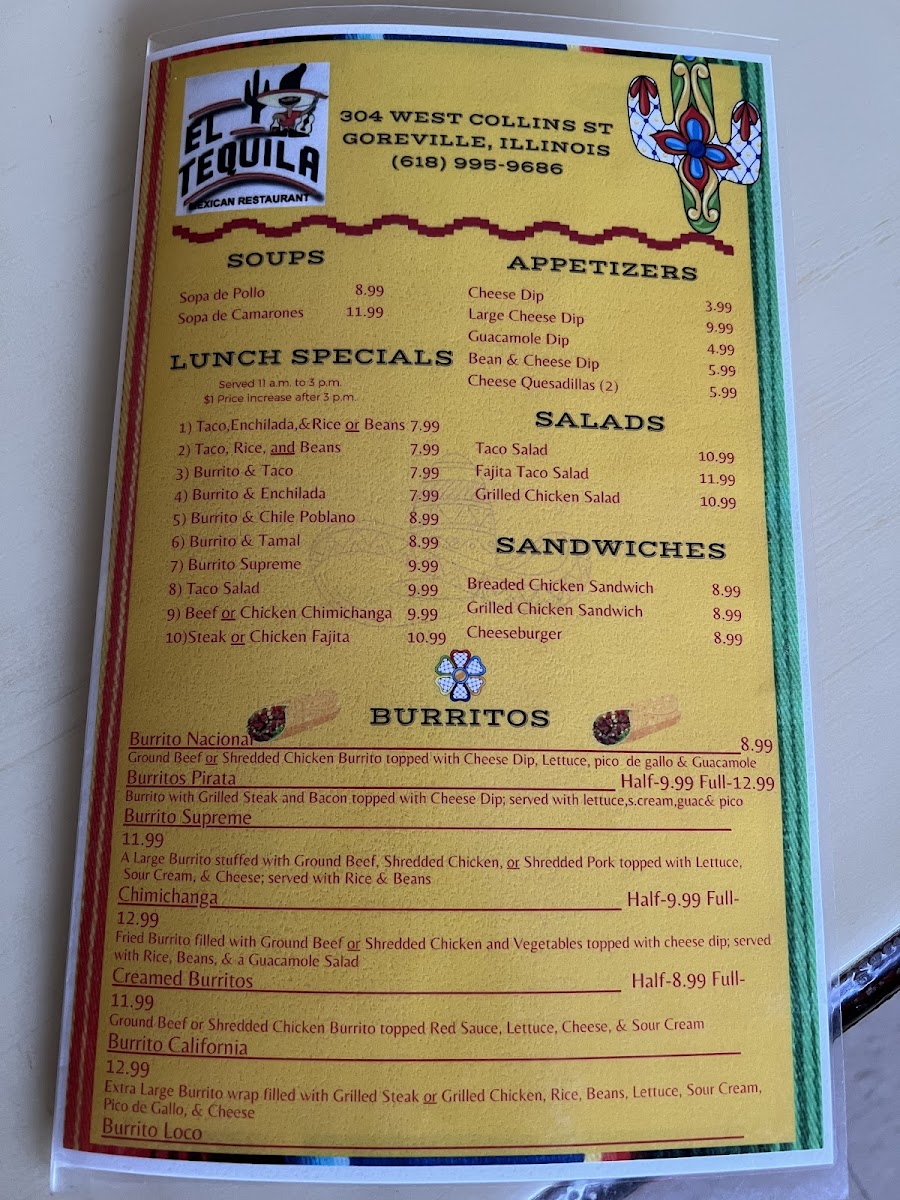 EL TEQUILA
MEXICAN RESTAURANT
304 WEST COLLINS ST
GOREVILLE, ILLINOIS
(618) 995-9686
SOUPS
Sopa de Pollo 8.99
Sopa de Camarones 11.99
LUNCH SPECIALS
Served 11 a.m. to 3 p.m.
$1 Price Increase after 3 p.m.
1) Taco,Enchilada,&Rice or Beans 7.99
2) Taco, Rice, and Beans 7.99
3) Burrito & Taco 7.99
4) Burrito & Enchilada 7.99
5) Burrito & Chile Poblano 8.99
6) Burrito & Tamal 8.99
7) Burrito Supreme 9.99
8) Taco Salad 9.99
9) Beef or Chicken Chimichanga 9.99
10)Steak or Chicken Fajita 10.99
APPETIZERS
Cheese Dip 3.99
Large Cheese Dip 9.99
Guacamole Dip 4.99
Bean & Cheese Dip 5.99
Cheese Quesadillas (2) 5.99
SALADS
Taco Salad 10.99
Fajita Taco Salad 11.99
Grilled Chicken Salad 10.99
SANDWICHES
Breaded Chicken Sandwich 8.99
Grilled Chicken Sandwich 8.99
Cheeseburger 8.99
BURRITOS
Burrito Nacional 8.99
Ground Beef or Shredded Chicken Burrito topped with Cheese Dip, Lettuce, pico de gallo & Guacamole
Burritos Pirata Half-9.99 Full-12.99
Burrito with Grilled Steak and Bacon topped with Cheese Dip; served with lettuce,s.cream,guac& pico
Burrito Supreme
11.99
A Large Burrito stuffed with Ground Beef, Shredded Chicken, or Shredded Pork topped with Lettuce,
Sour Cream, & Cheese; served with Rice & Beans
Chimichanga Half-9.99 Full-
12.99
Fried Burrito filled with Ground Beef or Shredded Chicken and Vegetables topped with cheese dip; served
with Rice, Beans, & a Guacamole Salad
Creamed Burritos Half-8.99 Full-
11.99
Ground Beef or Shredded Chicken Burrito topped Red Sauce, Lettuce, Cheese, & Sour Cream
Burrito California
12.99
Extra Large Burrito wrap filled with Grilled Steak or Grilled Chicken, Rice, Beans, Lettuce, Sour Cream,
Pico de Gallo, & Cheese
Burrito Loco